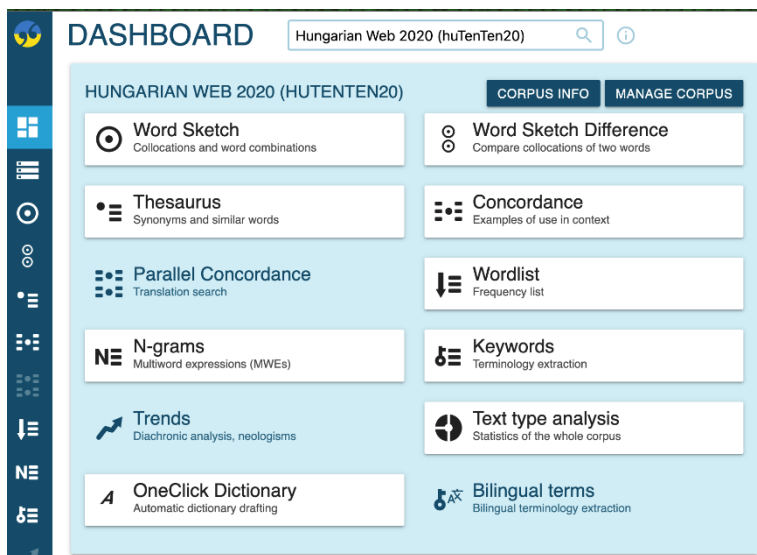 DASHBOARD
Hungarian Web 2020 (huTenTen20)
HUNGARIAN WEB 2020 (HUTENTEN20)
CORPUS INFO
MANAGE CORPUS
Word Sketch
Collocations and word combinations
Word Sketch Difference
Compare collocations of two words
Thesaurus
Synonyms and similar words
Concordance
Examples of use in context
Parallel Concordance
Translation search
Wordlist
Frequency list
N-grams
Multiword expressions (MWEs)
Keywords
Terminology extraction
Trends
Diachronic analysis, neologisms
Text type analysis
Statistics of the whole corpus
OneClick Dictionary
Automatic dictionary drafting
Bilingual terms
Bilingual terminology extraction